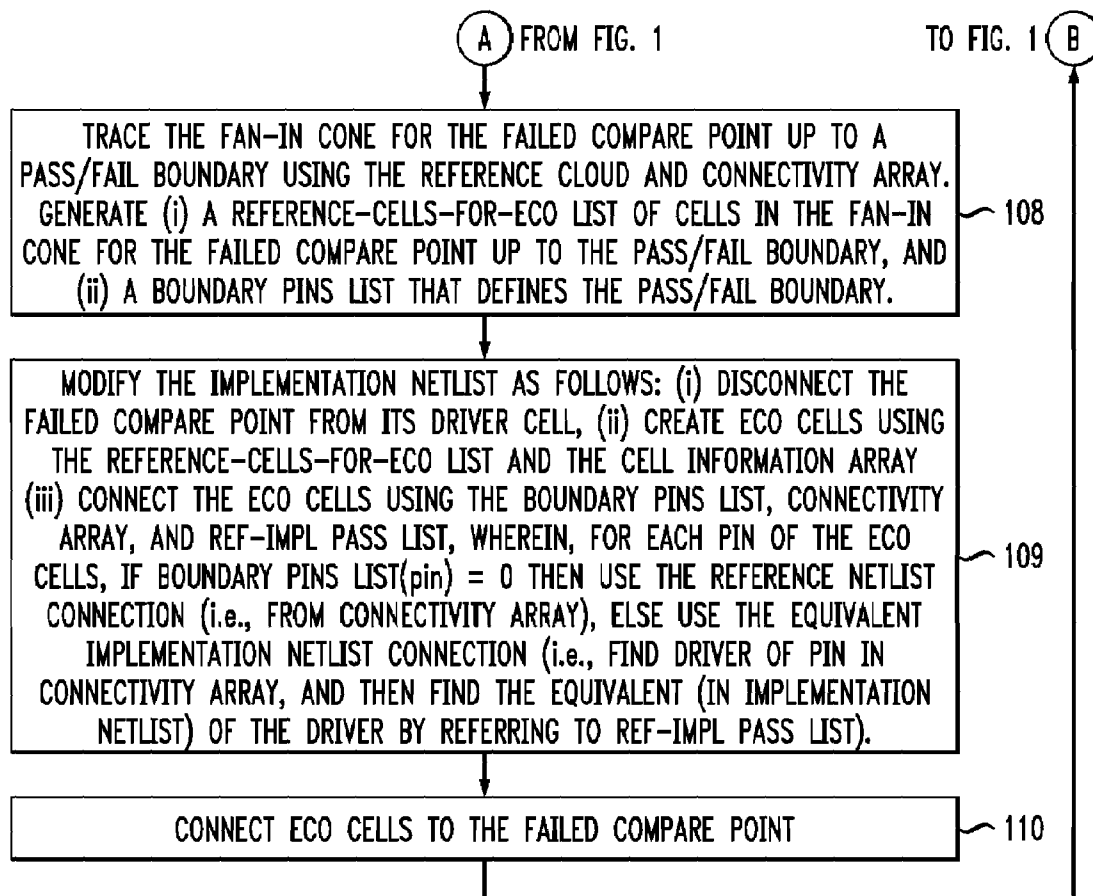 A FROM FIG. 1
TO FIG. 1 B
TRACE THE FAN-IN CONE FOR THE FAILED COMPARE POINT UP TO A
PASS/FAIL BOUNDARY USING THE REFERENCE CLOUD AND CONNECTIVITY ARRAY.
GENERATE (i) A REFERENCE-CELLS-FOR-ECO LIST OF CELLS IN THE FAN-IN
CONE FOR THE FAILED COMPARE POINT UP TO THE PASS/FAIL BOUNDARY, AND
(ii) A BOUNDARY PINS LIST THAT DEFINES THE PASS/FAIL BOUNDARY.
108
MODIFY THE IMPLEMENTATION NETLIST AS FOLLOWS: (i) DISCONNECT THE
FAILED COMPARE POINT FROM ITS DRIVER CELL, (ii) CREATE ECO CELLS USING
THE REFERENCE-CELLS-FOR-ECO LIST AND THE CELL INFORMATION ARRAY
(iii) CONNECT THE ECO CELLS USING THE BOUNDARY PINS LIST, CONNECTIVITY
ARRAY, AND REF-IMPL PASS LIST, WHEREIN, FOR EACH PIN OF THE ECO
CELLS, IF BOUNDARY PINS LIST(pin) = 0 THEN USE THE REFERENCE NETLIST
CONNECTION (i.e., FROM CONNECTIVITY ARRAY), ELSE USE THE EQUIVALENT
IMPLEMENTATION NETLIST CONNECTION (i.e., FIND DRIVER OF PIN IN
CONNECTIVITY ARRAY, AND THEN FIND THE EQUIVALENT (IN IMPLEMENTATION
NETLIST) OF THE DRIVER BY REFERRING TO REF-IMPL PASS LIST).
109
CONNECT ECO CELLS TO THE FAILED COMPARE POINT
110